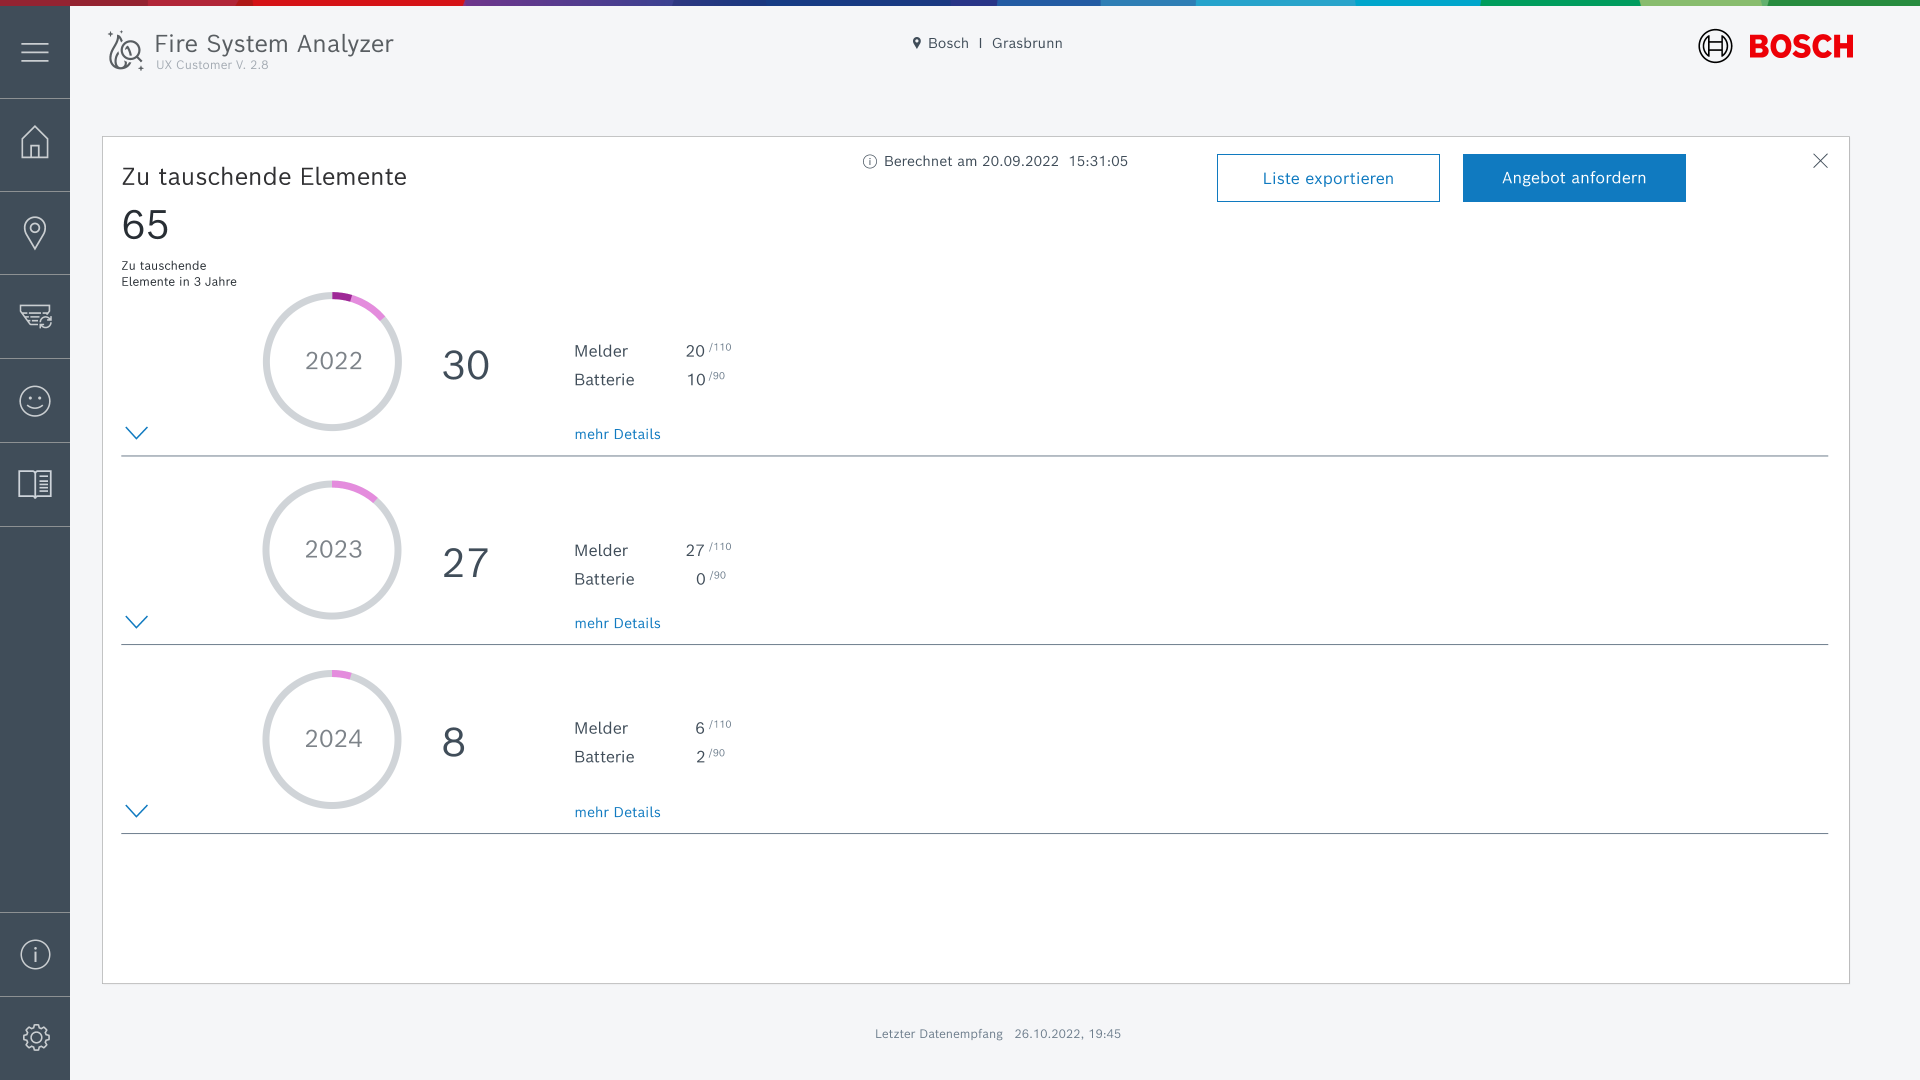 Fire System Analyzer
UX Customer V. 2.8
Bosch I Grasbrunn
BOSCH
Zu tauschende Elemente
Berechnet am 20.09.2022 15:31:05
Liste exportieren
Angebot anfordern
65
Zu tauschende
Elemente in 3 Jahre
2022
30
Melder 20 /110
Batterie 10 /90
mehr Details
2023
27
Melder 27 /110
Batterie 0 /90
mehr Details
2024
8
Melder 6 /110
Batterie 2 /90
mehr Details
Letzter Datenempfang 26.10.2022, 19:45